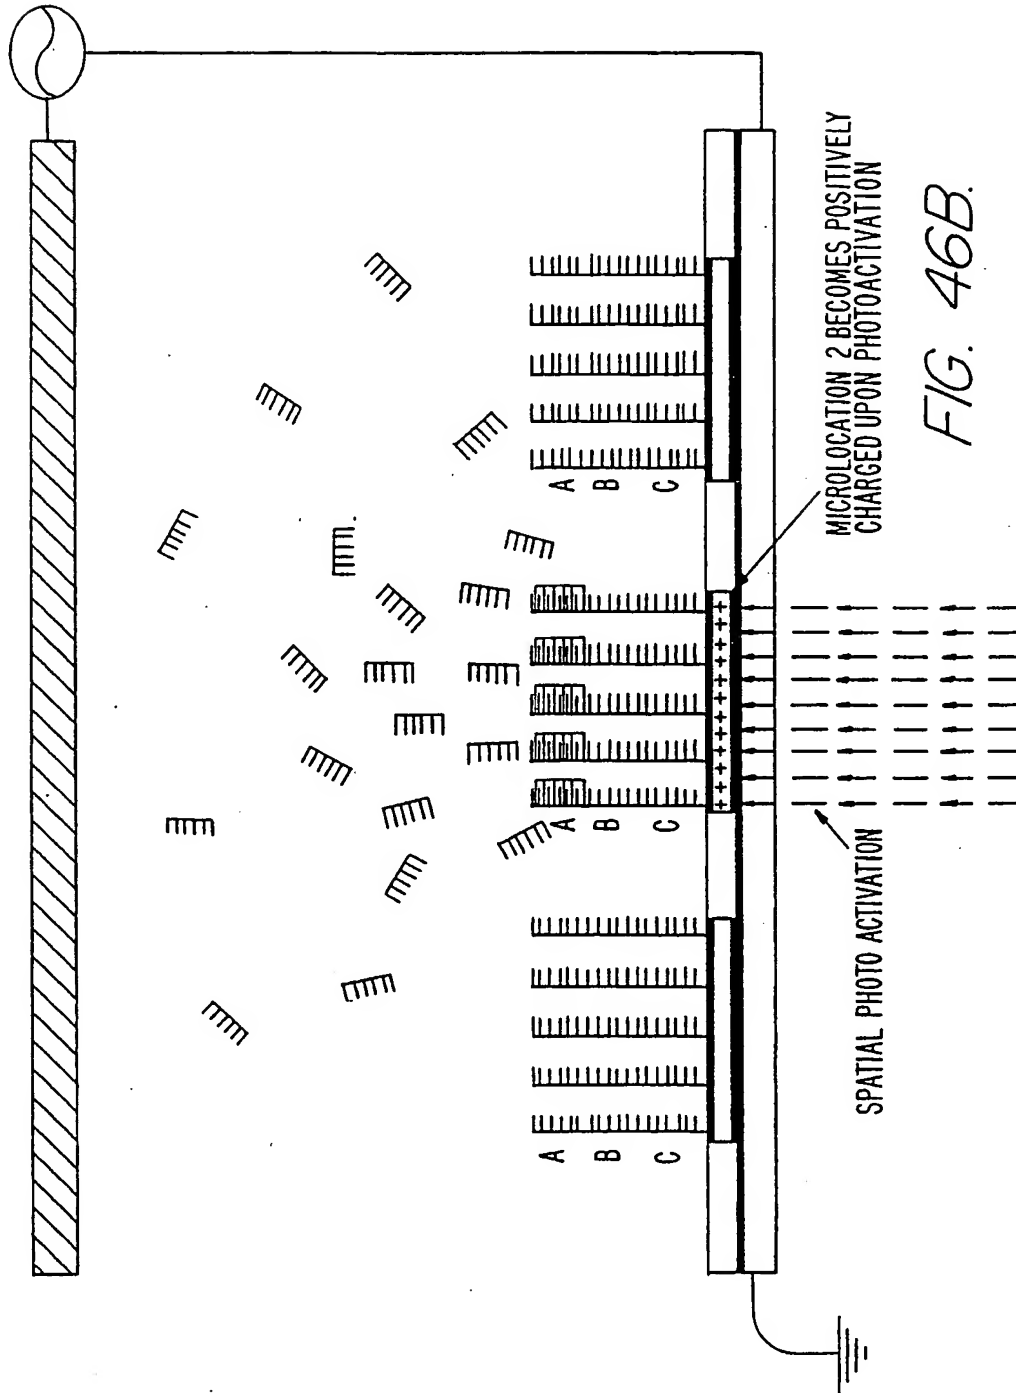 A
B
C
A
B
C
A
B
C
+ + + + + + + + + + + +
MICROLOCATION 2 BECOMES POSITIVELY
CHARGED UPON PHOTOACTIVATION
SPATIAL PHOTO ACTIVATION
FIG. 46B.